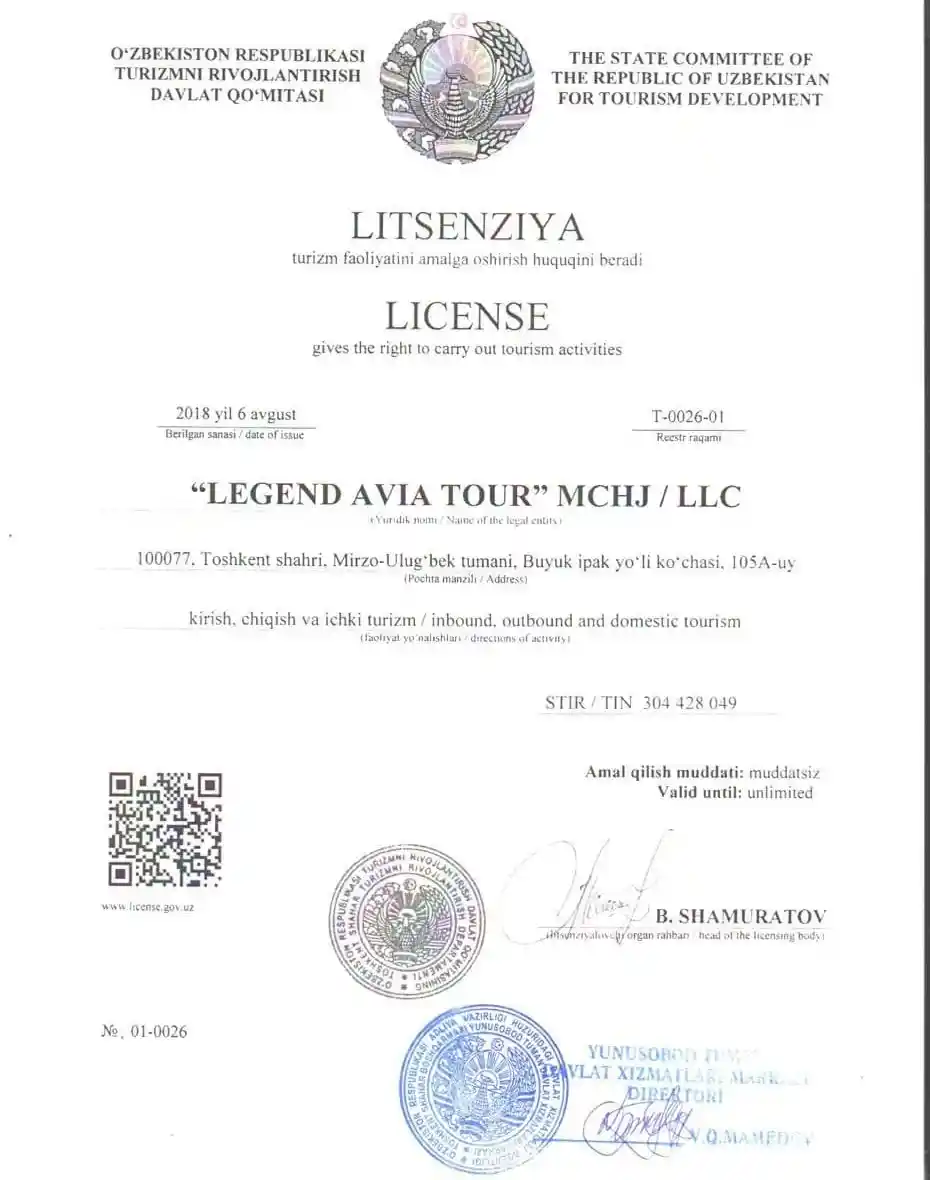 O‘ZBEKISTON RESPUBLIKASI
TURIZMNI RIVOJLANTIRISH
DAVLAT QO‘MITASI
THE STATE COMMITTEE OF
THE REPUBLIC OF UZBEKISTAN
FOR TOURISM DEVELOPMENT
LITSENZIYA
turizm faoliyatini amalga oshirish huquqini beradi
LICENSE
gives the right to carry out tourism activities
2018 yil 6 avgust
Berilgan sanasi / date of issue
T-0026-01
Reestr raqami
“LEGEND AVIA TOUR” MCHJ / LLC
(Yuridik nomi / Name of the legal entity)
100077, Toshkent shahri, Mirzo-Ulug‘bek tumani, Buyuk ipak yo‘li ko‘chasi, 105A-uy
(Pochta manzili / Address)
kirish, chiqish va ichki turizm / inbound, outbound and domestic tourism
(faoliyat yo‘nalishlari / directions of activity)
STIR / TIN 304 428 049
Amal qilish muddati: muddatsiz
Valid until: unlimited
www.license.gov.uz
O‘ZBEKISTON RESPUBLIKASI TURIZMNI RIVOJLANTIRISH DAVLAT QO‘MITASINING
TOSHKENT SHAHAR TURIZMNI RIVOJLANTIRISH DEPARTAMENTI
B. SHAMURATOV
(litsenziyalovchi organ rahbari / head of the licensing body)
№. 01-0026
O‘ZBEKISTON RESPUBLIKASI ADLIYA VAZIRLIGI HUZURIDAGI DAVLAT XIZMATLARI AGENTLIGI
TOSHKENT SHAHAR BOSHQARMASI YUNUSOBOD TUMAN DAVLAT XIZMATLARI MARKAZI
YUNUSOBOD
DAVLAT XIZMATLARI
DIREKTORI
V.Q.MAMEDOV